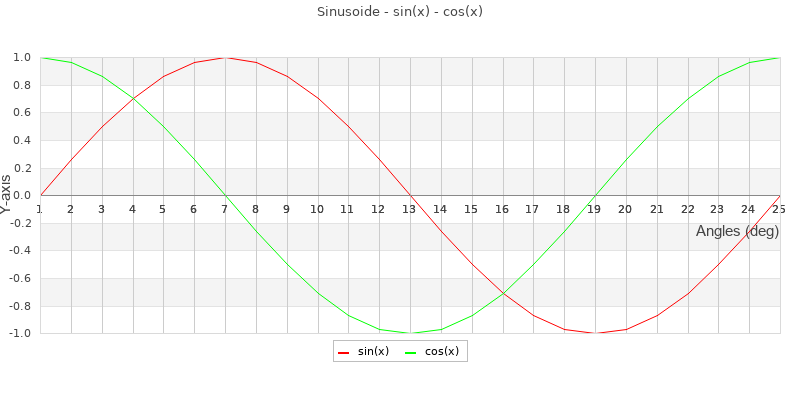 Sinusoide - sin(x) - cos(x)
1.0
0.8
0.6
0.4
0.2
0.0
Y-axis
1 2 3 4 5 6 7 8 9 10 11 12 13 14 15 16 17 18 19 20 21 22 23 24 25
-0.2
Angles (deg)
-0.4
-0.6
-0.8
-1.0
sin(x) cos(x)